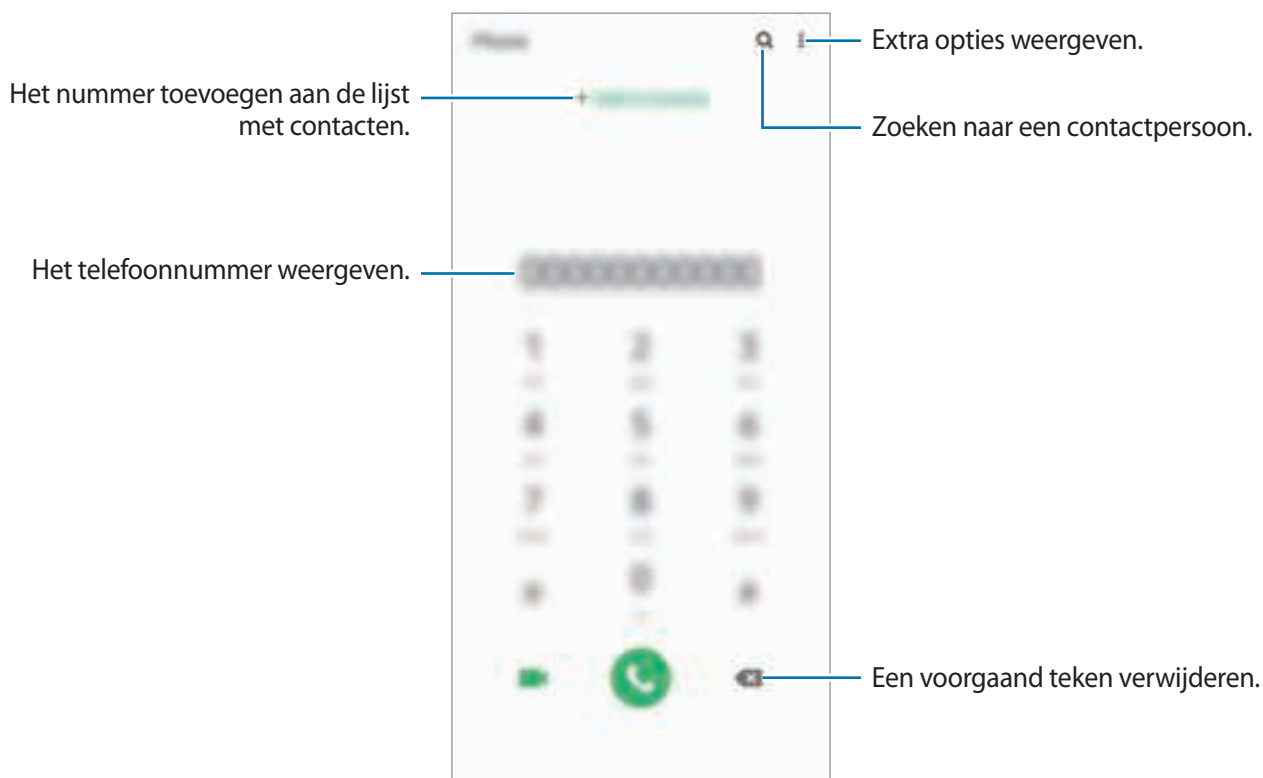 Phone
Extra opties weergeven.
Het nummer toevoegen aan de lijst
met contacten.
Zoeken naar een contactpersoon.
Het telefoonnummer weergeven.
1 2 3
4 5 6
7 8 9
0
Een voorgaand teken verwijderen.